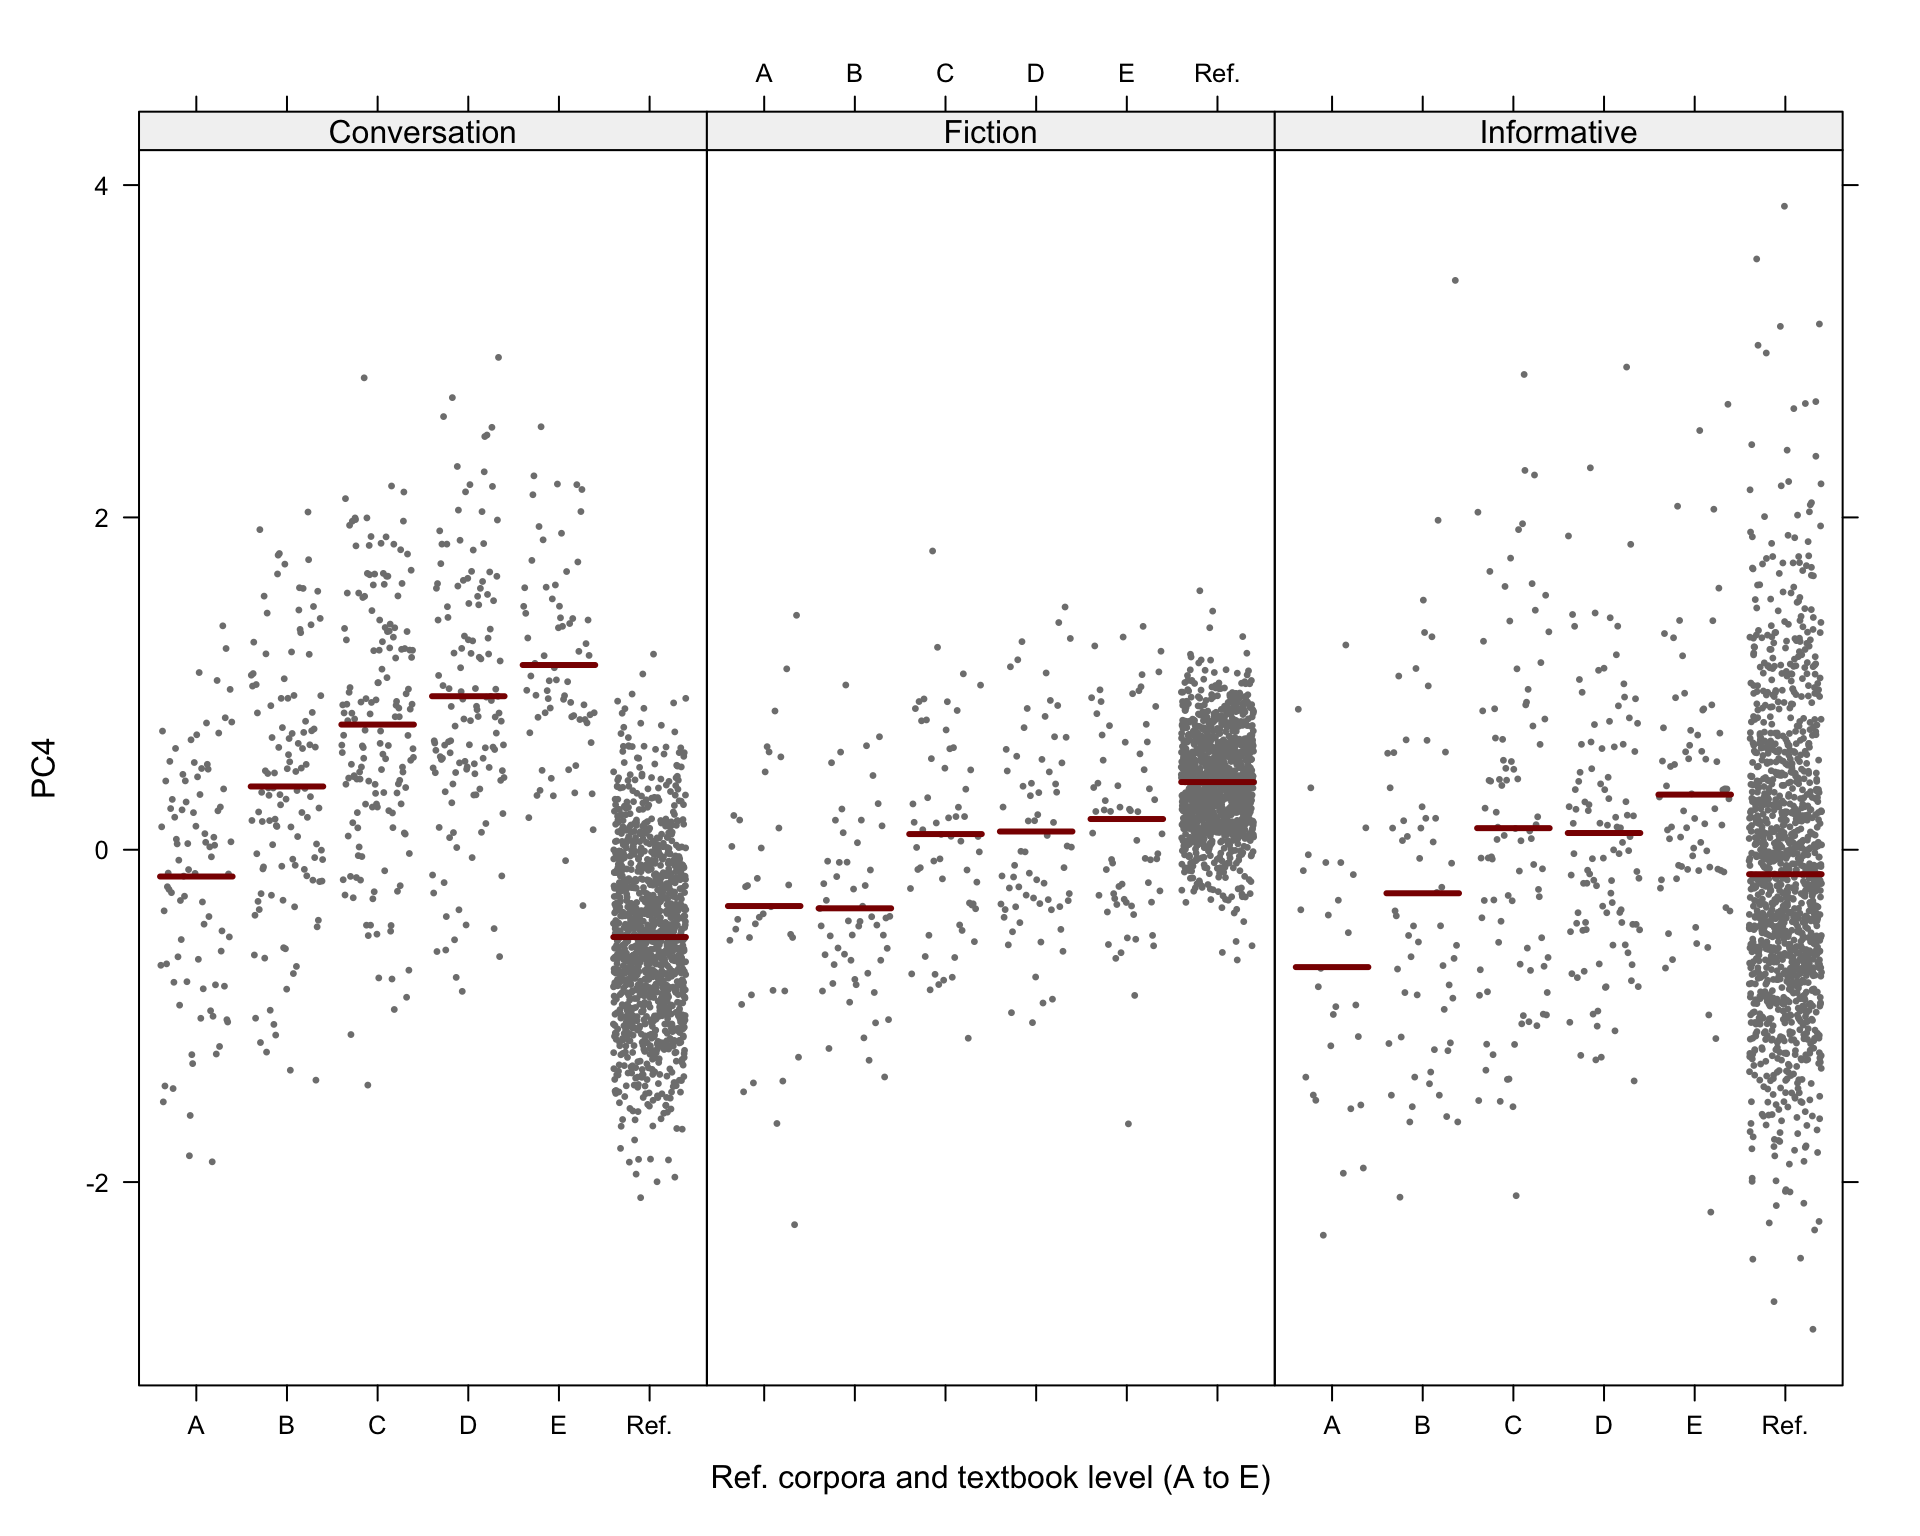 A B C D E Ref.
Conversation Fiction Informative
4
2
0
-2
PC4
A B C D E Ref. A B C D E Ref.
Ref. corpora and textbook level (A to E)